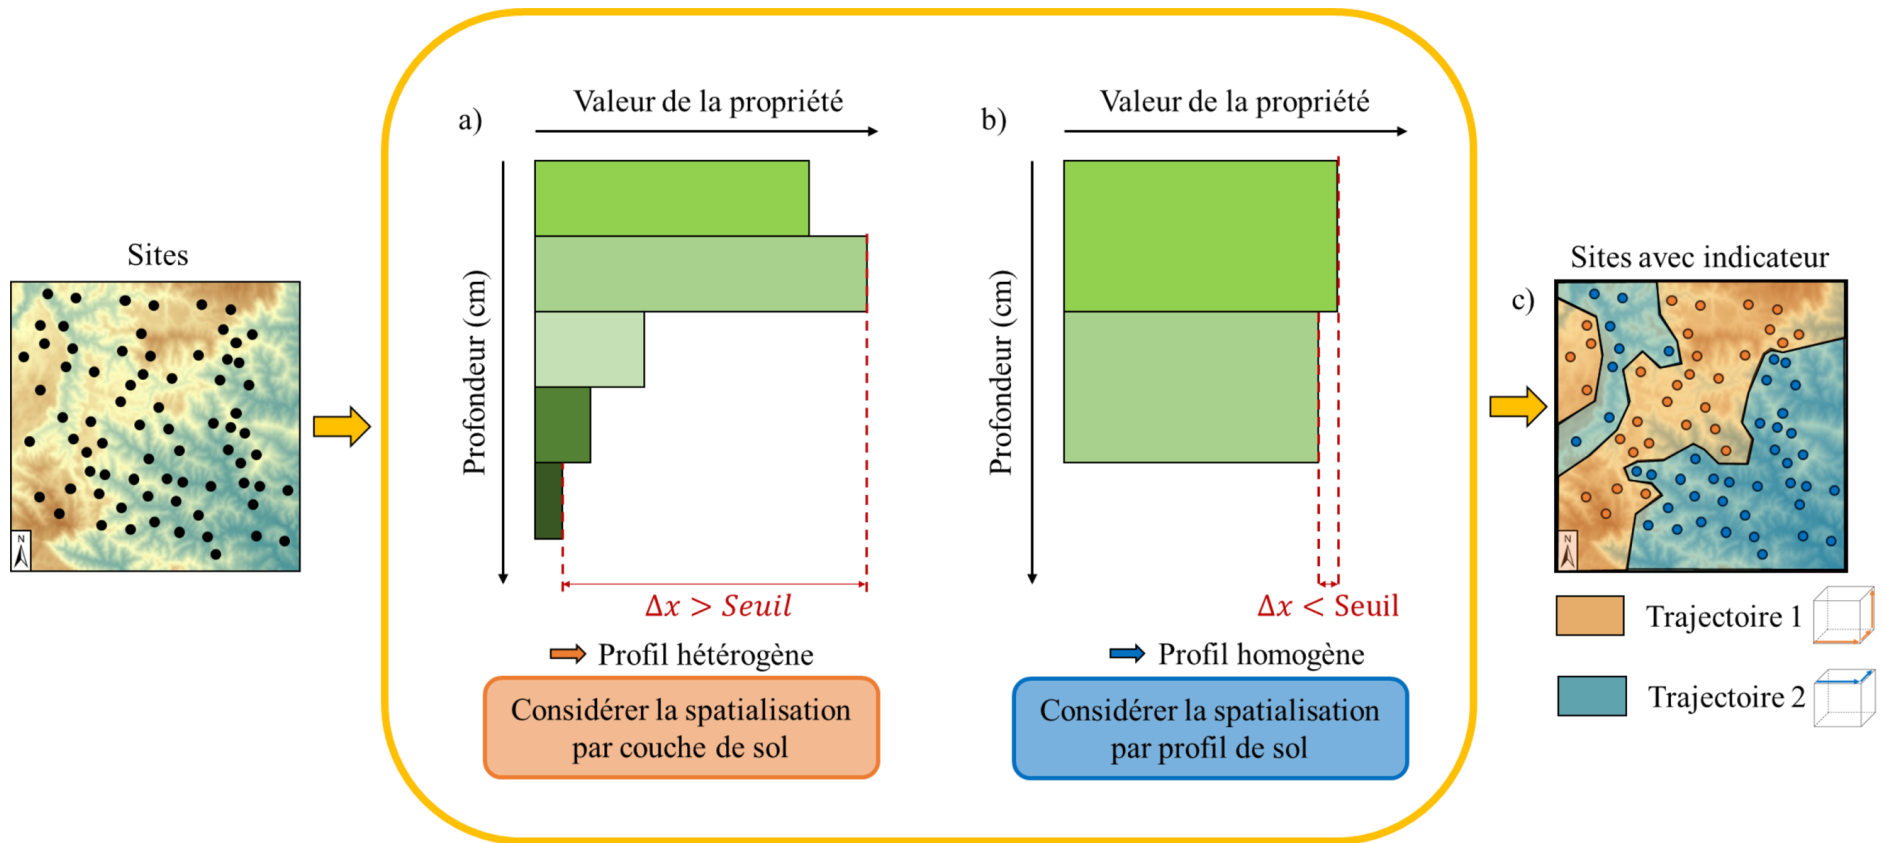 Sites
N
a)
Valeur de la propriété
Profondeur (cm)
Δx > Seuil
Profil hétérogène
Considérer la spatialisation
par couche de sol
b)
Valeur de la propriété
Profondeur (cm)
Δx < Seuil
Profil homogène
Considérer la spatialisation
par profil de sol
Sites avec indicateur
c)
N
Trajectoire 1
Trajectoire 2